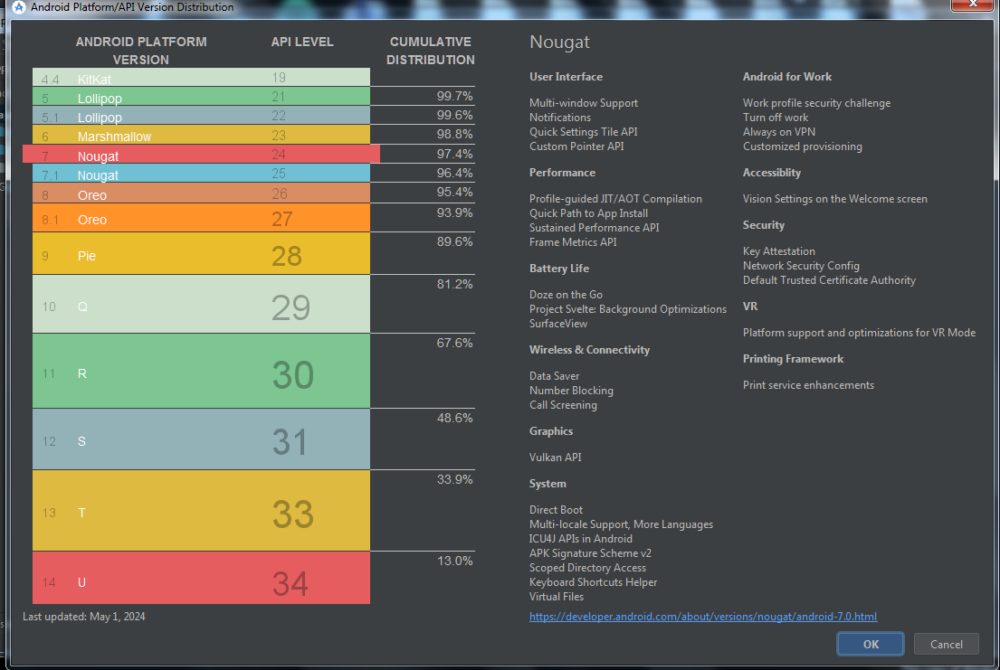 Android Platform/API Version Distribution
ANDROID PLATFORM VERSION API LEVEL CUMULATIVE DISTRIBUTION
4.4 KitKat 19
5 Lollipop 21 99.7%
5.1 Lollipop 22 99.6%
6 Marshmallow 23 98.8%
7 Nougat 24 97.4%
7.1 Nougat 25 96.4%
8 Oreo 26 95.4%
8.1 Oreo 27 93.9%
9 Pie 28 89.6%
10 Q 29 81.2%
11 R 30 67.6%
12 S 31 48.6%
13 T 33 33.9%
14 U 34 13.0%
Last updated: May 1, 2024
Nougat
User Interface
Multi-window Support
Notifications
Quick Settings Tile API
Custom Pointer API
Performance
Profile-guided JIT/AOT Compilation
Quick Path to App Install
Sustained Performance API
Frame Metrics API
Battery Life
Doze on the Go
Project Svelte: Background Optimizations
SurfaceView
Wireless & Connectivity
Data Saver
Number Blocking
Call Screening
Graphics
Vulkan API
System
Direct Boot
Multi-locale Support, More Languages
ICU4J APIs in Android
APK Signature Scheme v2
Scoped Directory Access
Keyboard Shortcuts Helper
Virtual Files
Android for Work
Work profile security challenge
Turn off work
Always on VPN
Customized provisioning
Accessiblity
Vision Settings on the Welcome screen
Security
Key Attestation
Network Security Config
Default Trusted Certificate Authority
VR
Platform support and optimizations for VR Mode
Printing Framework
Print service enhancements
https://developer.android.com/about/versions/nougat/android-7.0.html
OK
Cancel